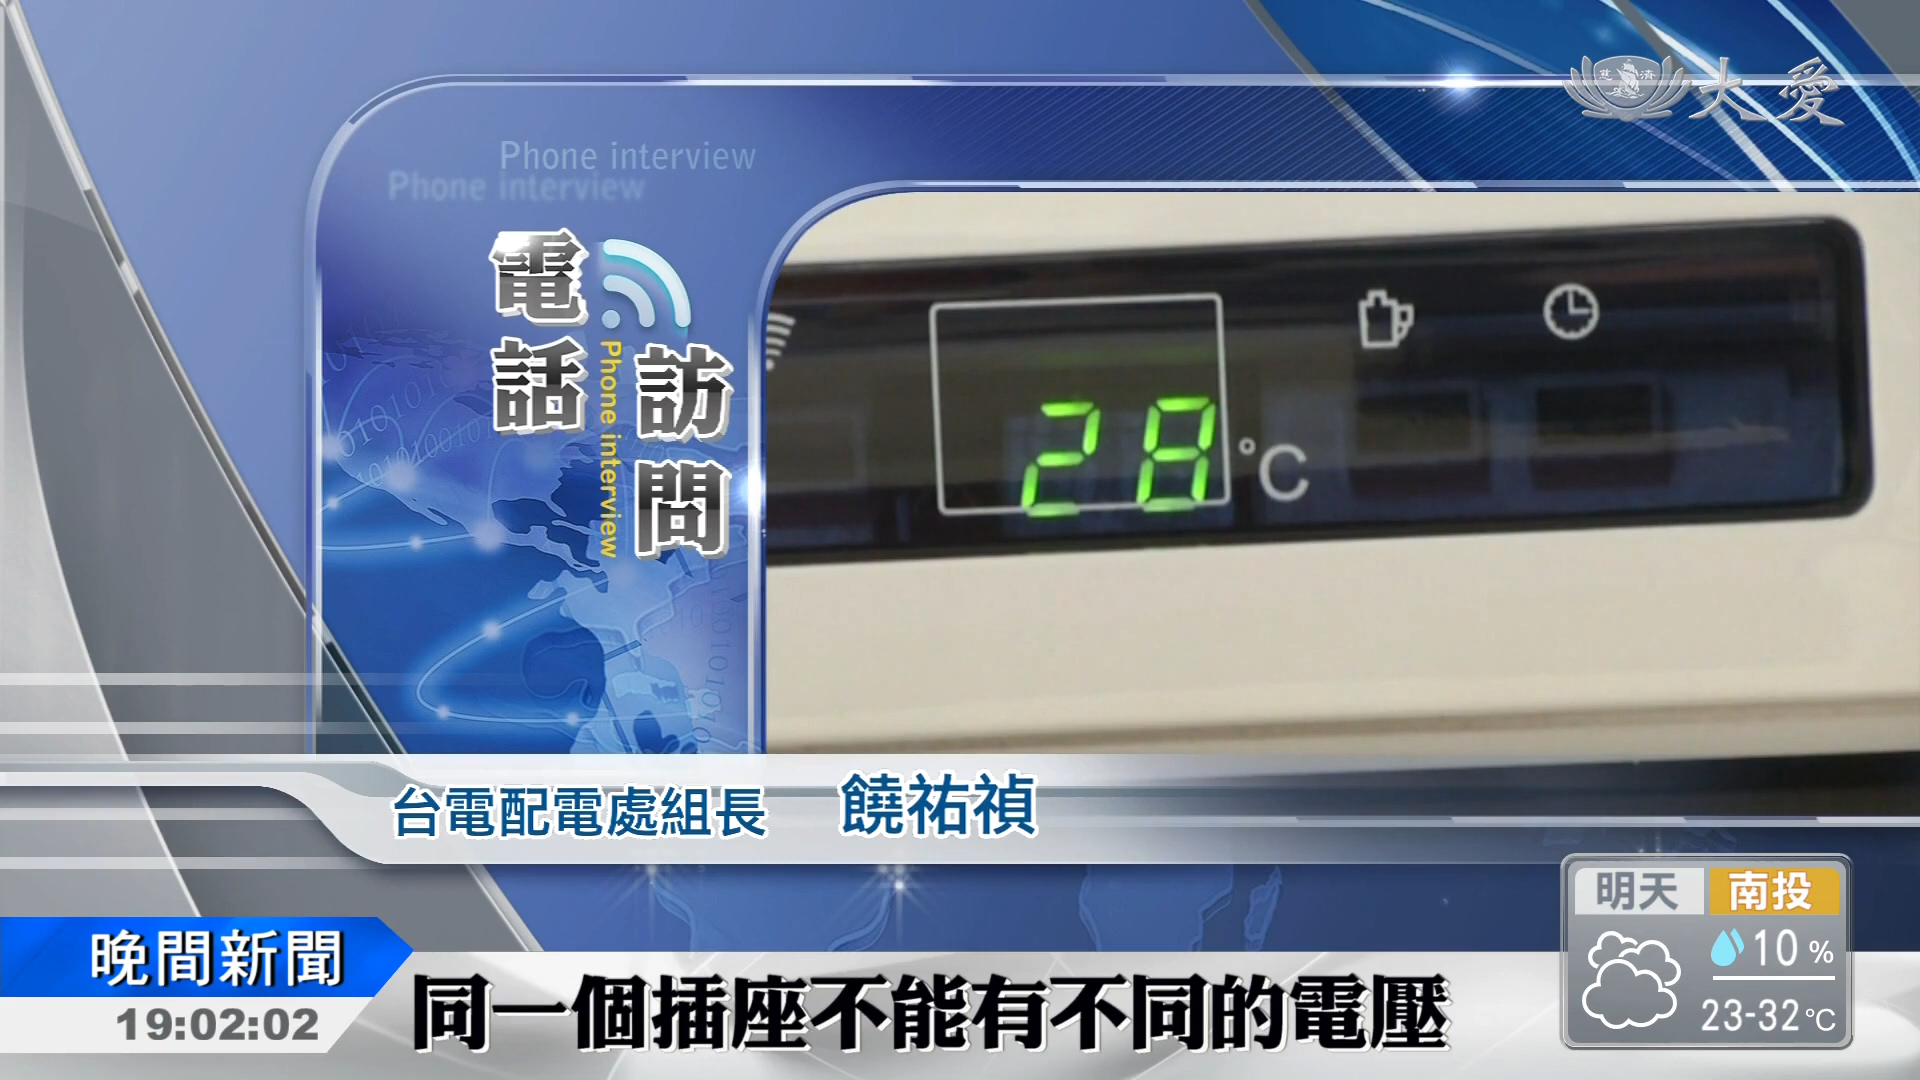 慈濟 大愛
Phone interview
Phone interview
電話
訪問
Phone interview
28 °C
台電配電處組長 饒祐禎
明天 南投
10 %
23-32 °C
晚間新聞
19:02:02
同一個插座不能有不同的電壓